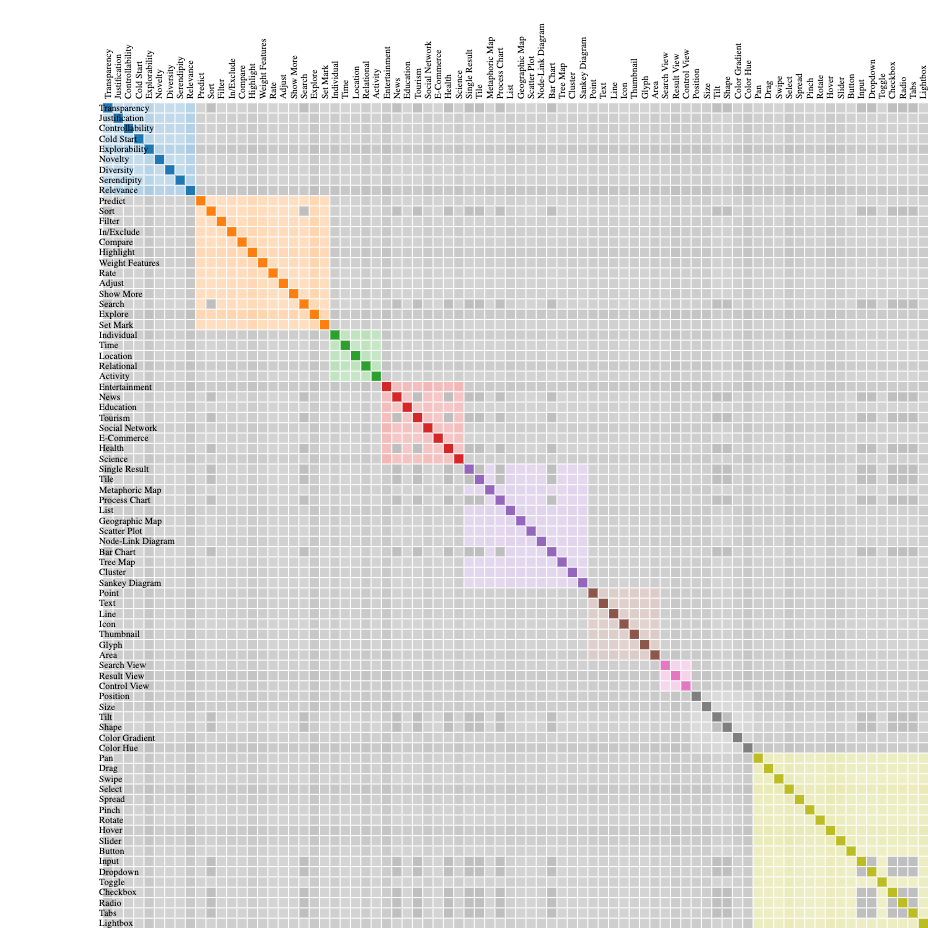 Transparency
Justification
Controllability
Cold Start
Explorability
Novelty
Diversity
Serendipity
Relevance
Predict
Sort
Filter
In/Exclude
Compare
Highlight
Weight Features
Rate
Adjust
Show More
Search
Explore
Set Mark
Individual
Time
Location
Relational
Activity
Entertainment
News
Education
Tourism
Social Network
E-Commerce
Health
Science
Single Result
Tile
Metaphoric Map
Process Chart
List
Geographic Map
Scatter Plot
Node-Link Diagram
Bar Chart
Tree Map
Cluster
Sankey Diagram
Point
Text
Line
Icon
Thumbnail
Glyph
Area
Search View
Result View
Control View
Position
Size
Tilt
Shape
Color Gradient
Color Hue
Pan
Drag
Swipe
Select
Spread
Pinch
Rotate
Hover
Slider
Button
Input
Dropdown
Toggle
Checkbox
Radio
Tabs
Lightbox
Transparency
Justification
Controllability
Cold Start
Explorability
Novelty
Diversity
Serendipity
Relevance
Predict
Sort
Filter
In/Exclude
Compare
Highlight
Weight Features
Rate
Adjust
Show More
Search
Explore
Set Mark
Individual
Time
Location
Relational
Activity
Entertainment
News
Education
Tourism
Social Network
E-Commerce
Health
Science
Single Result
Tile
Metaphoric Map
Process Chart
List
Geographic Map
Scatter Plot
Node-Link Diagram
Bar Chart
Tree Map
Cluster
Sankey Diagram
Point
Text
Line
Icon
Thumbnail
Glyph
Area
Search View
Result View
Control View
Position
Size
Tilt
Shape
Color Gradient
Color Hue
Pan
Drag
Swipe
Select
Spread
Pinch
Rotate
Hover
Slider
Button
Input
Dropdown
Toggle
Checkbox
Radio
Tabs
Lightbox